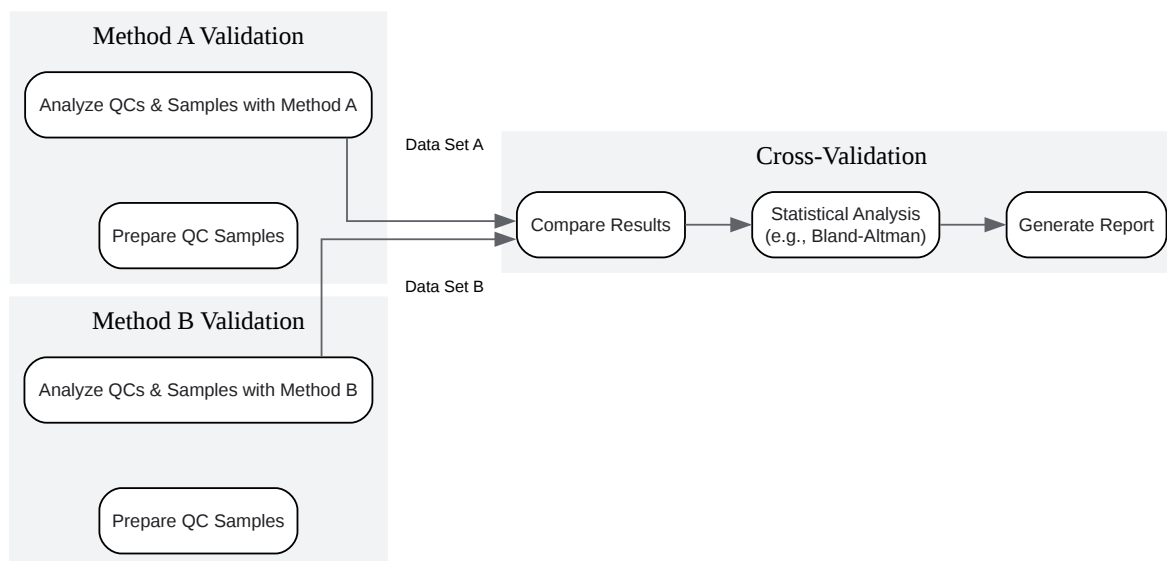 Method A Validation
Analyze QCs & Samples with Method A
Prepare QC Samples
Data Set A
Method B Validation
Analyze QCs & Samples with Method B
Prepare QC Samples
Data Set B
Cross-Validation
Compare Results
Statistical Analysis
(e.g., Bland-Altman)
Generate Report